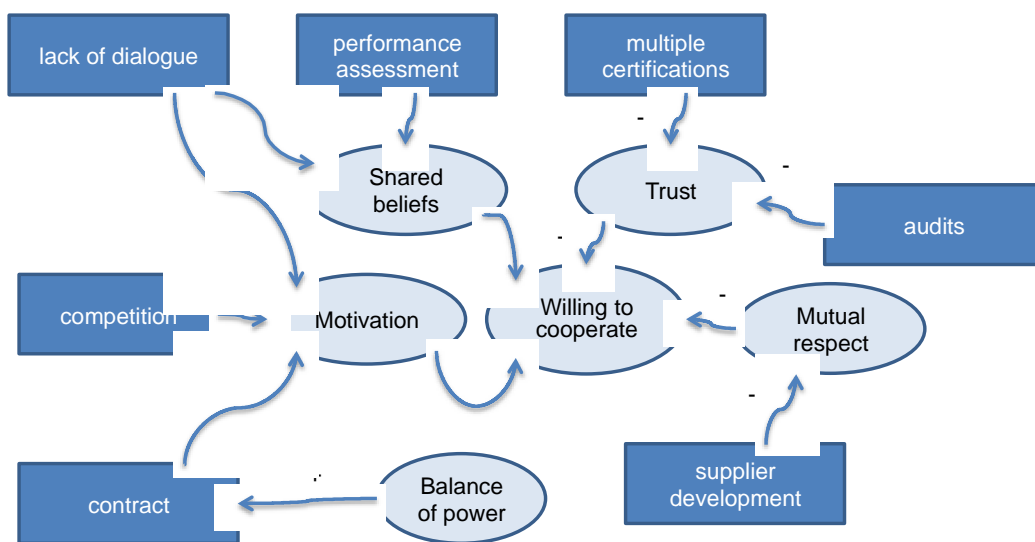 lack of dialogue
performance
assessment
multiple
certifications
-
-
Shared
beliefs
Trust
audits
-
competition
Motivation
Willing to
cooperate
-
Mutual
respect
-
contract
Balance
of power
supplier
development